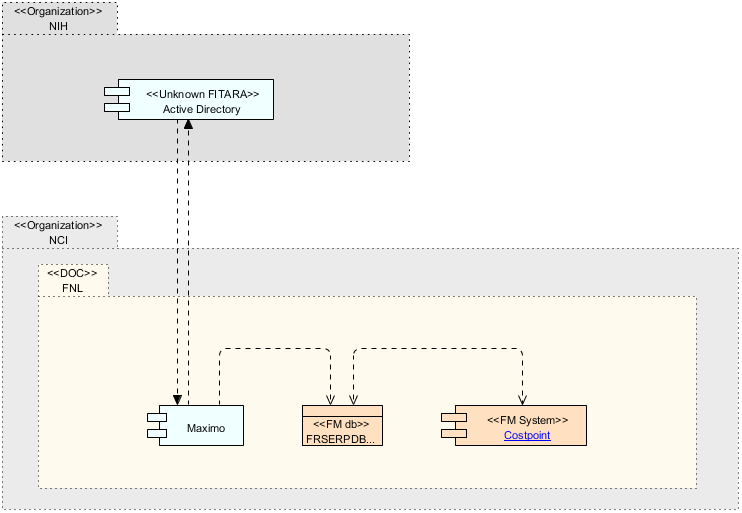 <<Organization>>
NIH
<<Unknown FITARA>>
Active Directory
<<Organization>>
NCI
<<DOC>>
FNL
Maximo
<<FM db>>
FRSERPDB...
<<FM System>>
Costpoint